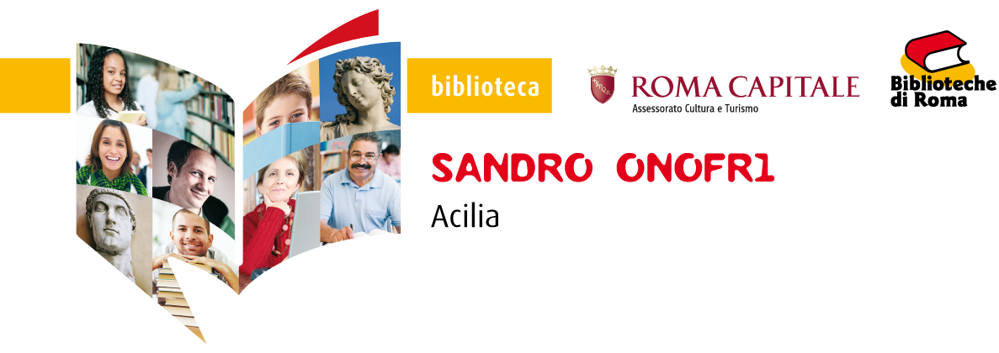 biblioteca
ROMA CAPITALE
Assessorato Cultura e Turismo
Biblioteche
di Roma
SANDRO ONOFRI
Acilia